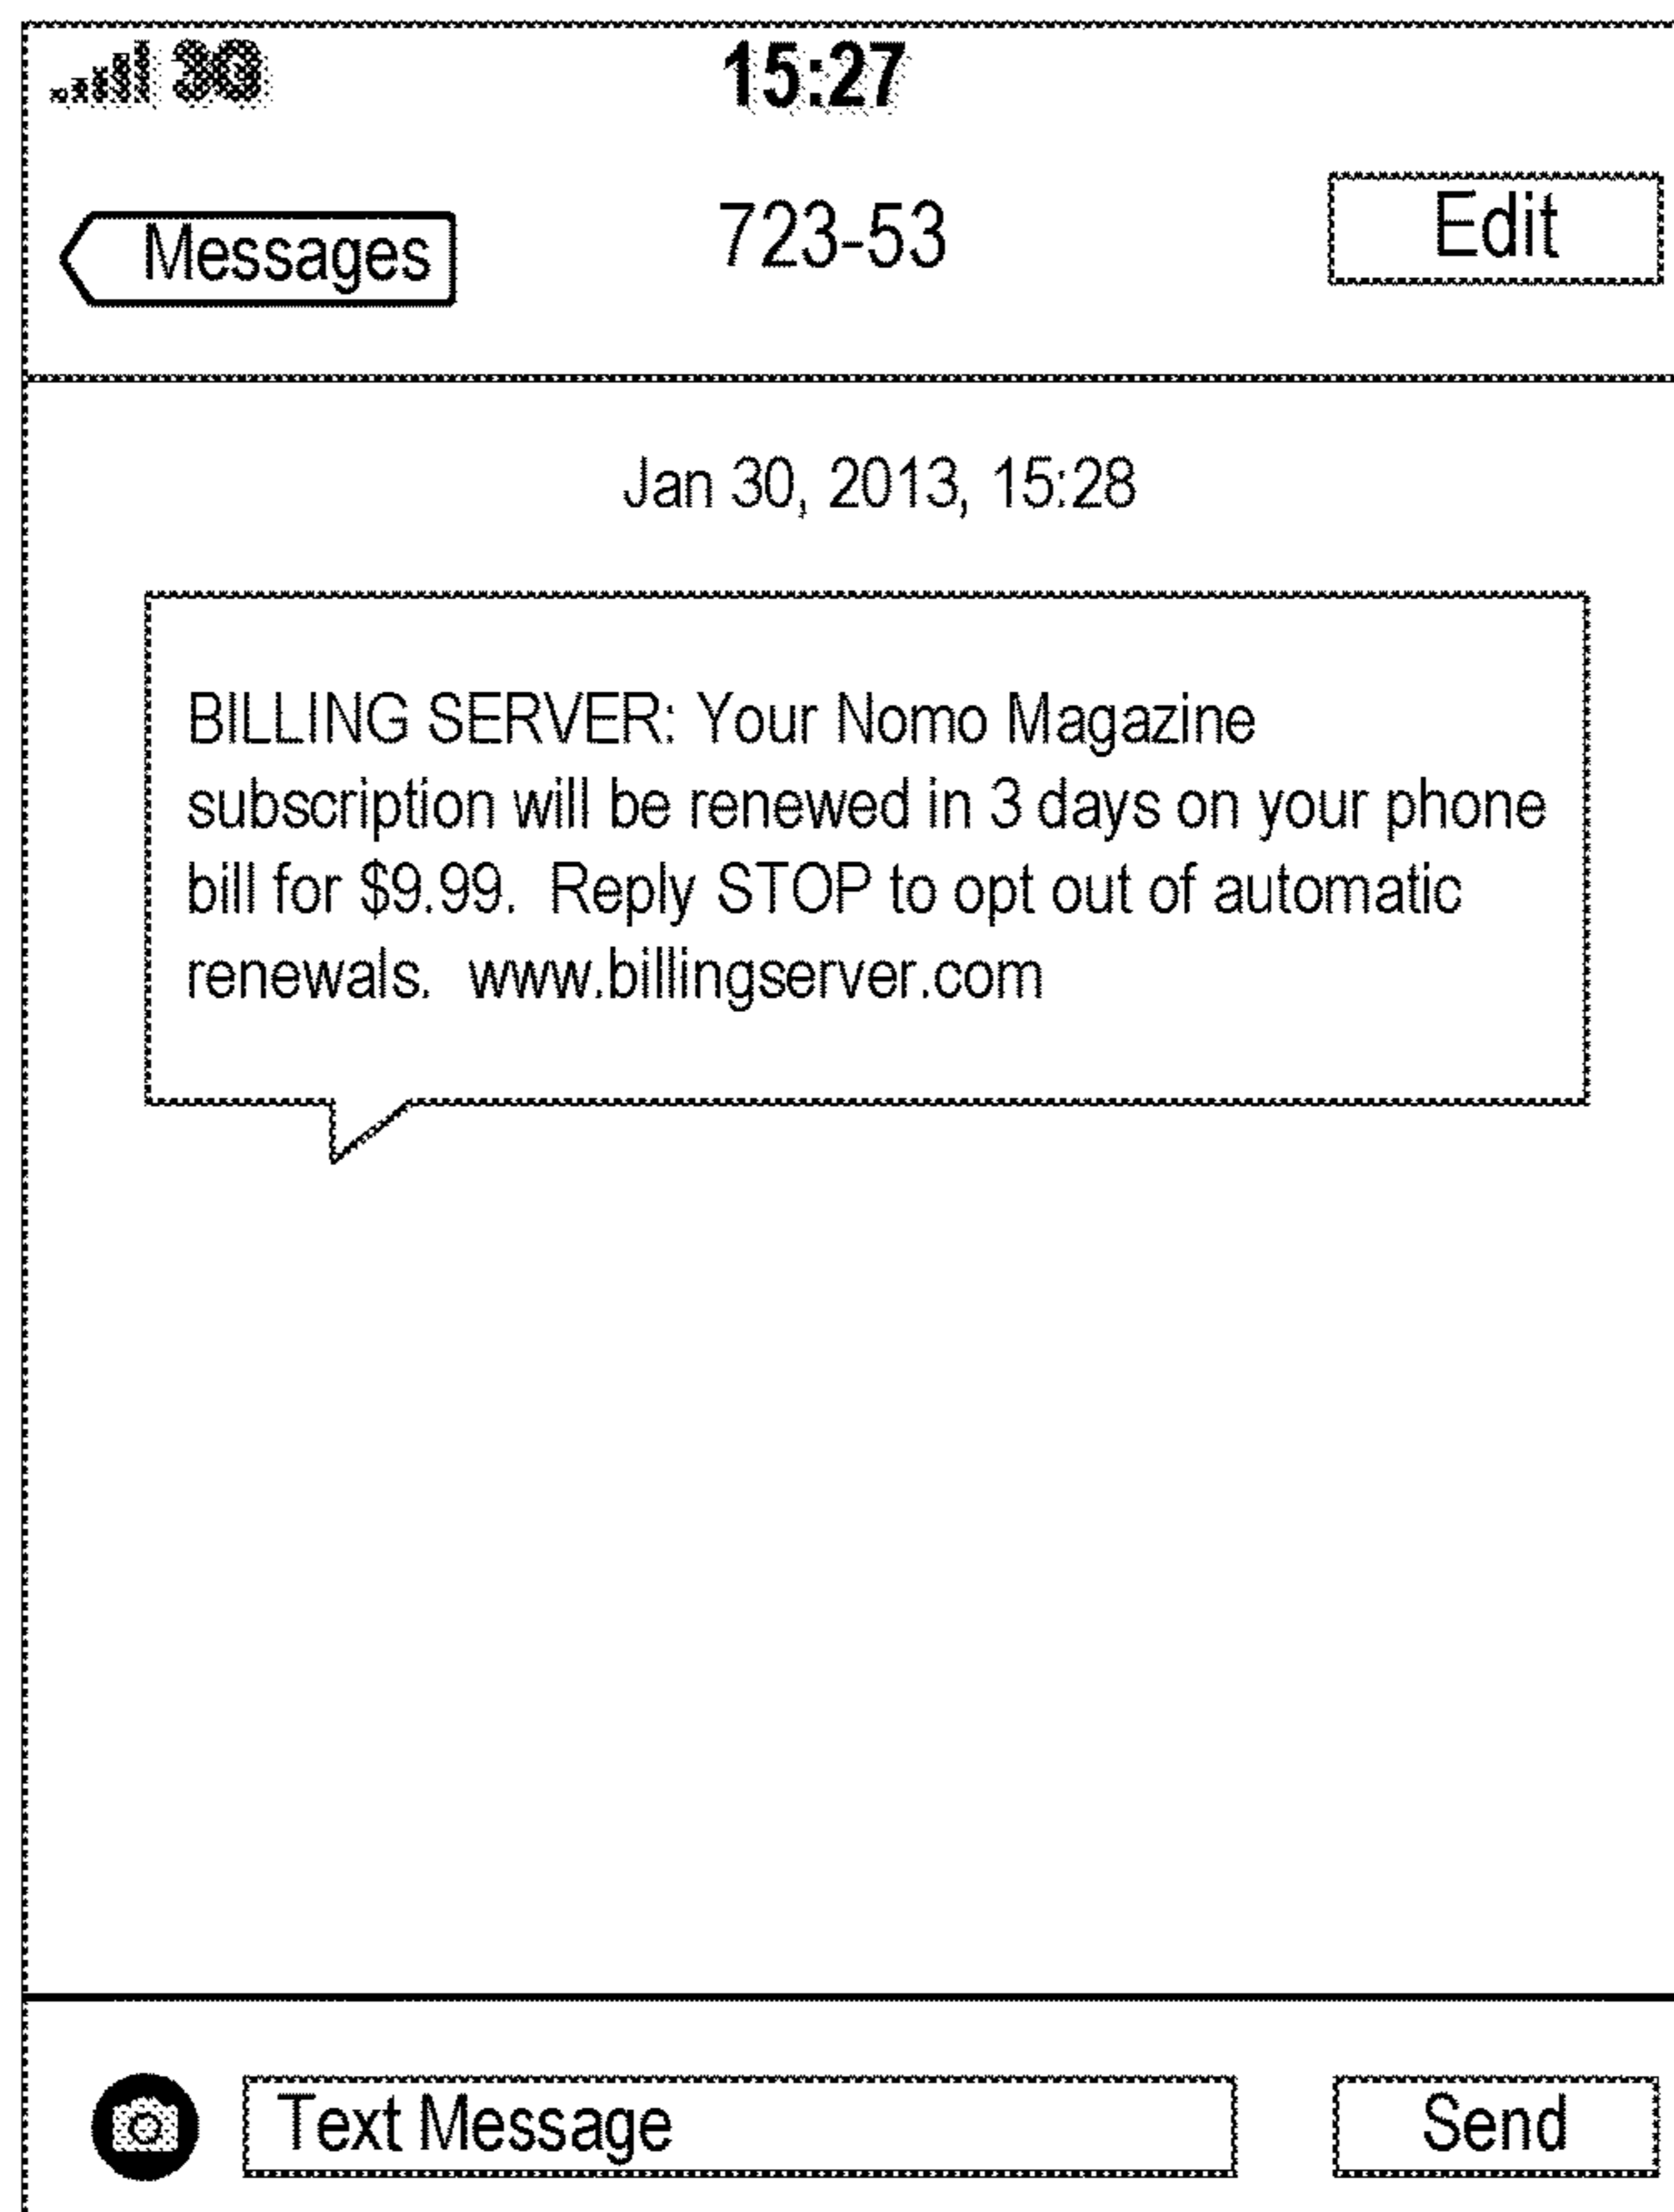 3G 15:27
Messages 723-53 Edit
Jan 30, 2013, 15:28
BILLING SERVER: Your Nomo Magazine
subscription will be renewed in 3 days on your phone
bill for $9.99. Reply STOP to opt out of automatic
renewals. www.billingserver.com
Text Message Send